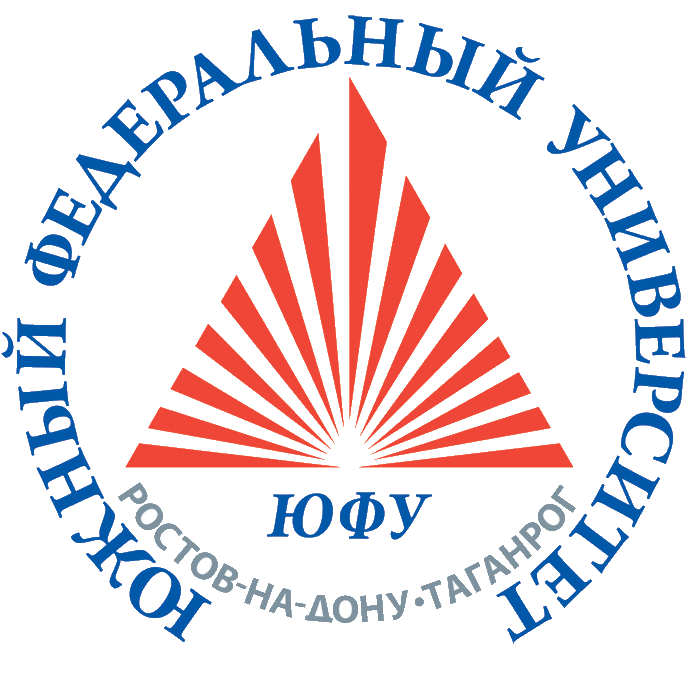 ЮЖНЫЙ ФЕДЕРАЛЬНЫЙ УНИВЕРСИТЕТ
ЮФУ
РОСТОВ-НА-ДОНУ·ТАГАНРОГ